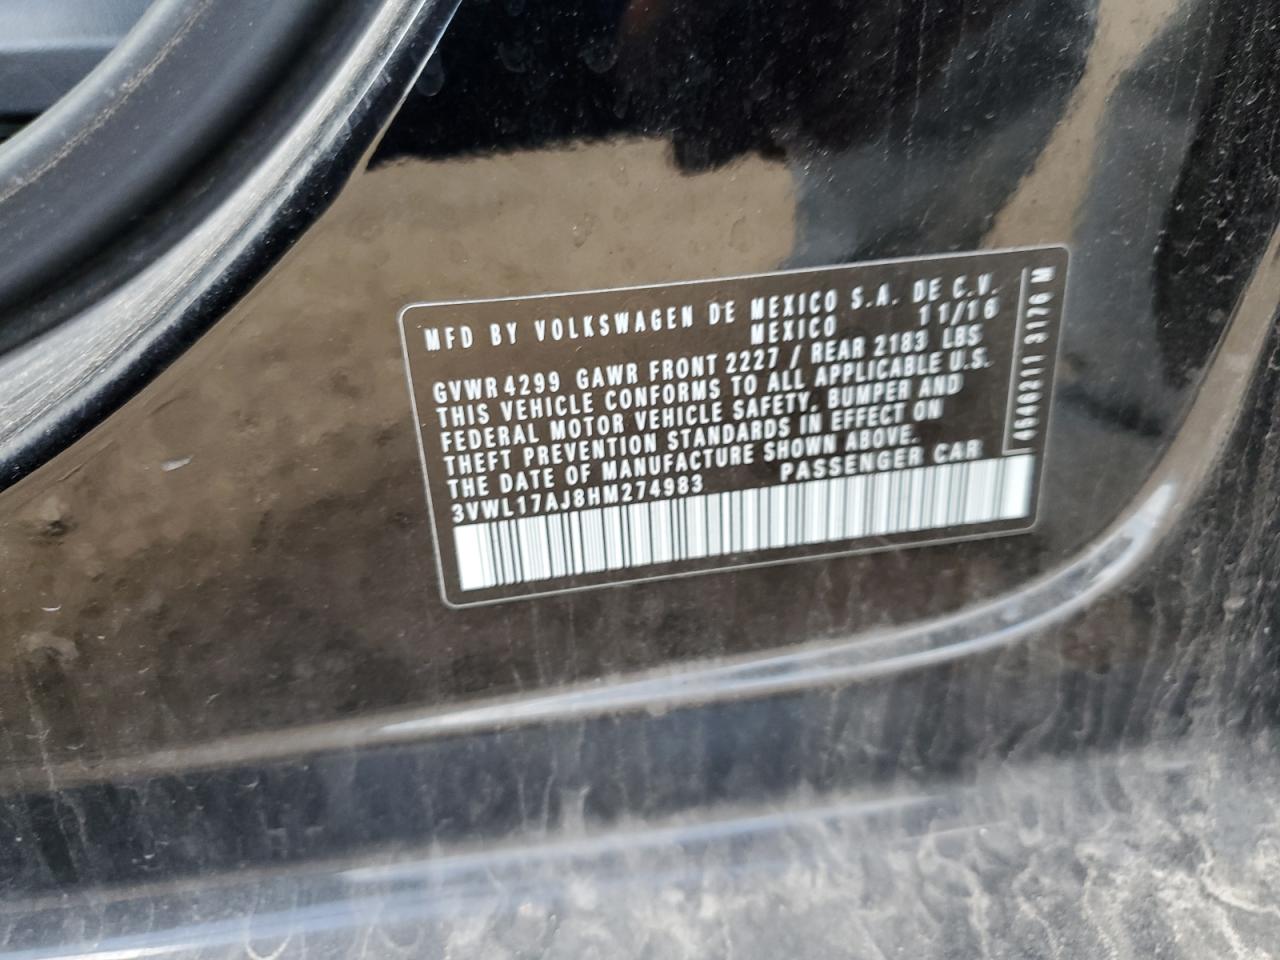 MFD BY VOLKSWAGEN DE MEXICO S.A. DE C.V.
MEXICO 11/16
GVWR 4299 GAWR FRONT 2227 / REAR 2183 LBS
THIS VEHICLE CONFORMS TO ALL APPLICABLE U.S.
FEDERAL MOTOR VEHICLE SAFETY, BUMPER AND
THEFT PREVENTION STANDARDS IN EFFECT ON
THE DATE OF MANUFACTURE SHOWN ABOVE.
3VWL17AJ8HM274983 PASSENGER CAR
3176 M